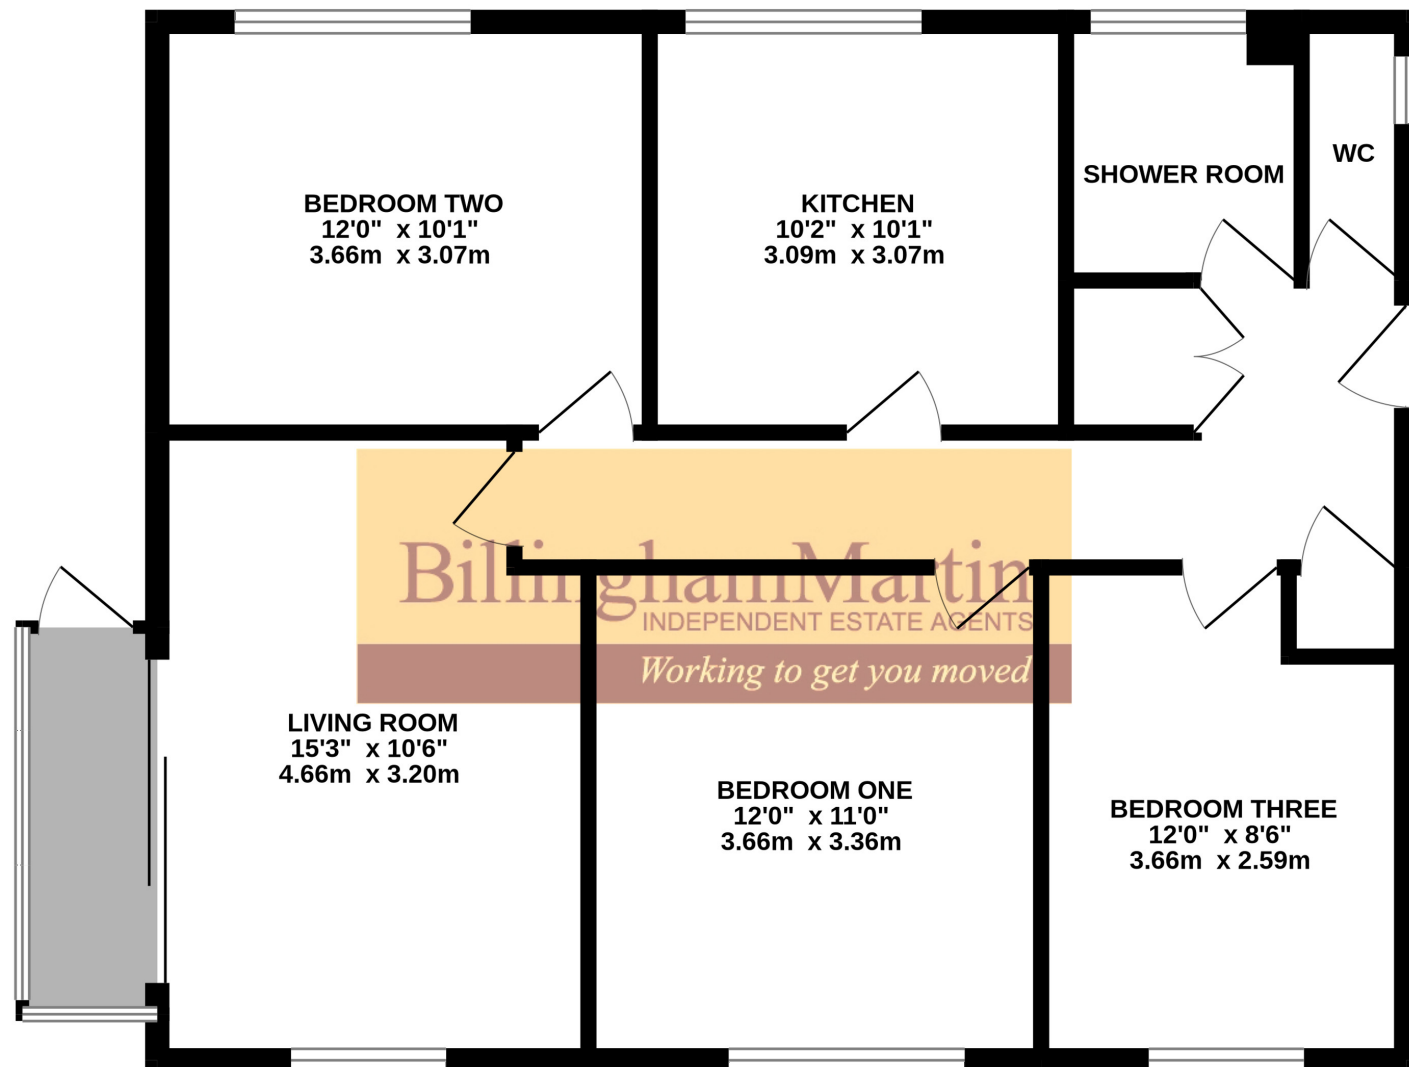 BEDROOM TWO
12'0" x 10'1"
3.66m x 3.07m
KITCHEN
10'2" x 10'1"
3.09m x 3.07m
SHOWER ROOM
WC
BillinghamMartin
INDEPENDENT ESTATE AGENTS
Working to get you moved
LIVING ROOM
15'3" x 10'6"
4.66m x 3.20m
BEDROOM ONE
12'0" x 11'0"
3.66m x 3.36m
BEDROOM THREE
12'0" x 8'6"
3.66m x 2.59m